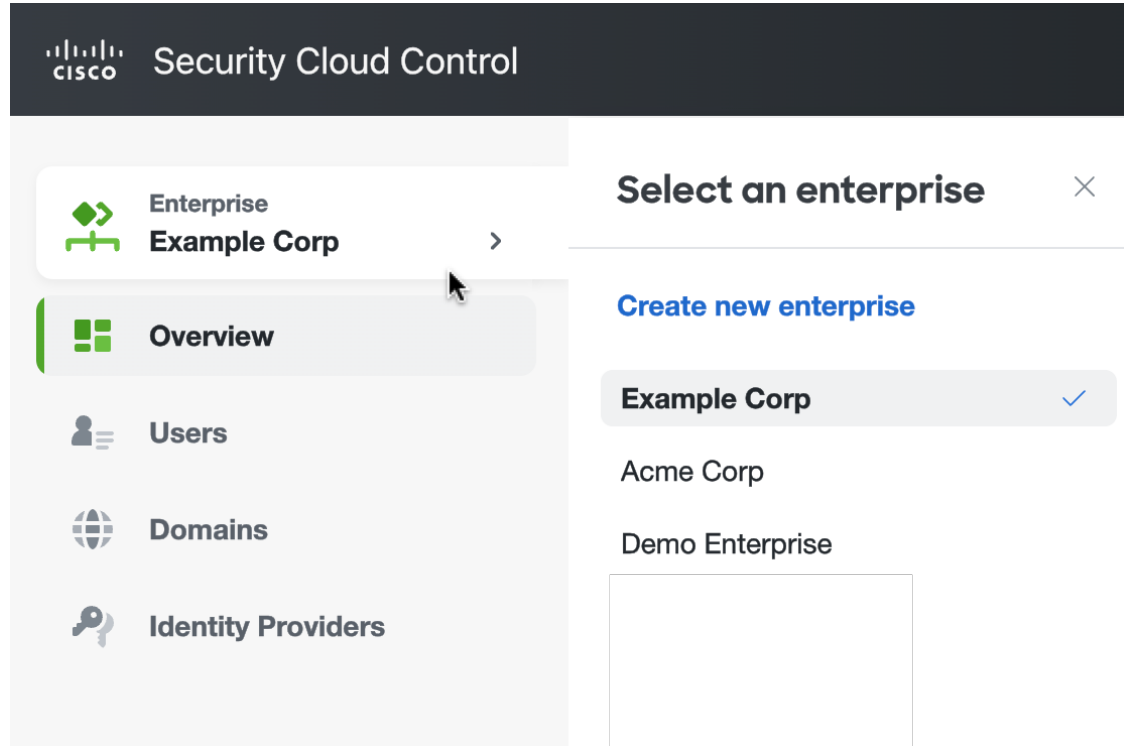 CISCO
Security Cloud Control
Enterprise
Example Corp
Overview
Users
Domains
Identity Providers
Select an enterprise
Create new enterprise
Example Corp
Acme Corp
Demo Enterprise